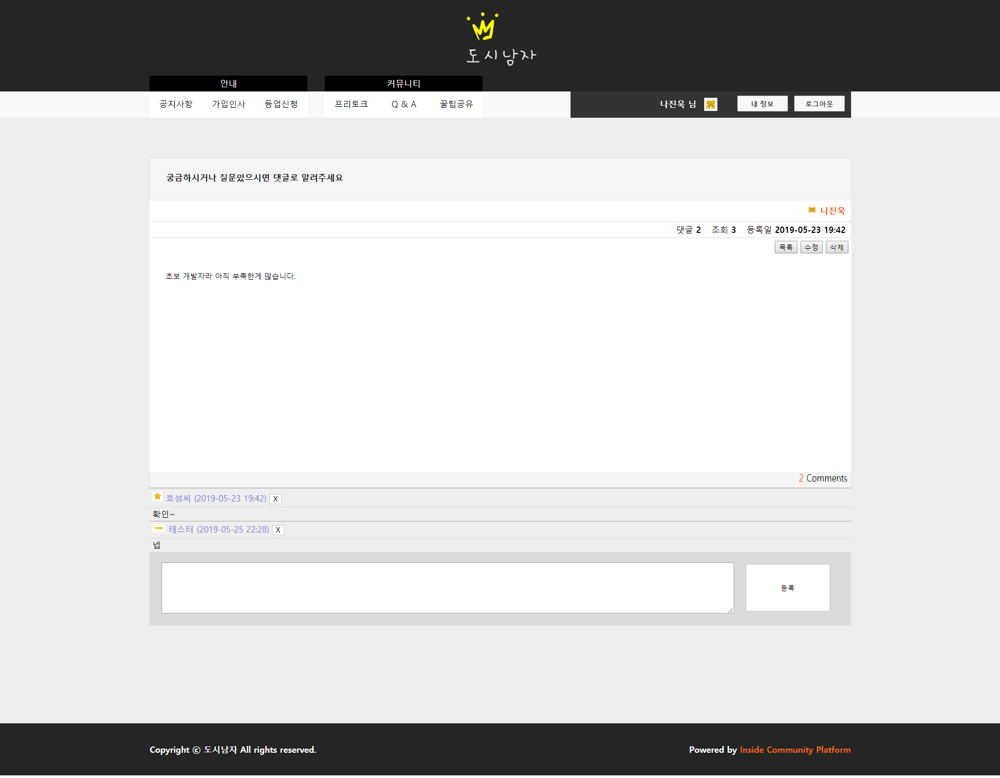 도시남자
안내 커뮤니티
공지사항 가입인사 등업신청 프리토크 Q & A 꿀팁공유 나진욱 님 내 정보 로그아웃
궁금하시거나 질문있으시면 댓글로 알려주세요
나진욱
댓글 2 조회 3 등록일 2019-05-23 19:42
목록 수정 삭제
초보 개발자라 아직 부족한게 많습니다.
2 Comments
호성씨 (2019-05-23 19:42) X
확인~
테스터 (2019-05-25 22:28) X
넵
등록
Copyright © 도시남자 All rights reserved. Powered by Inside Community Platform